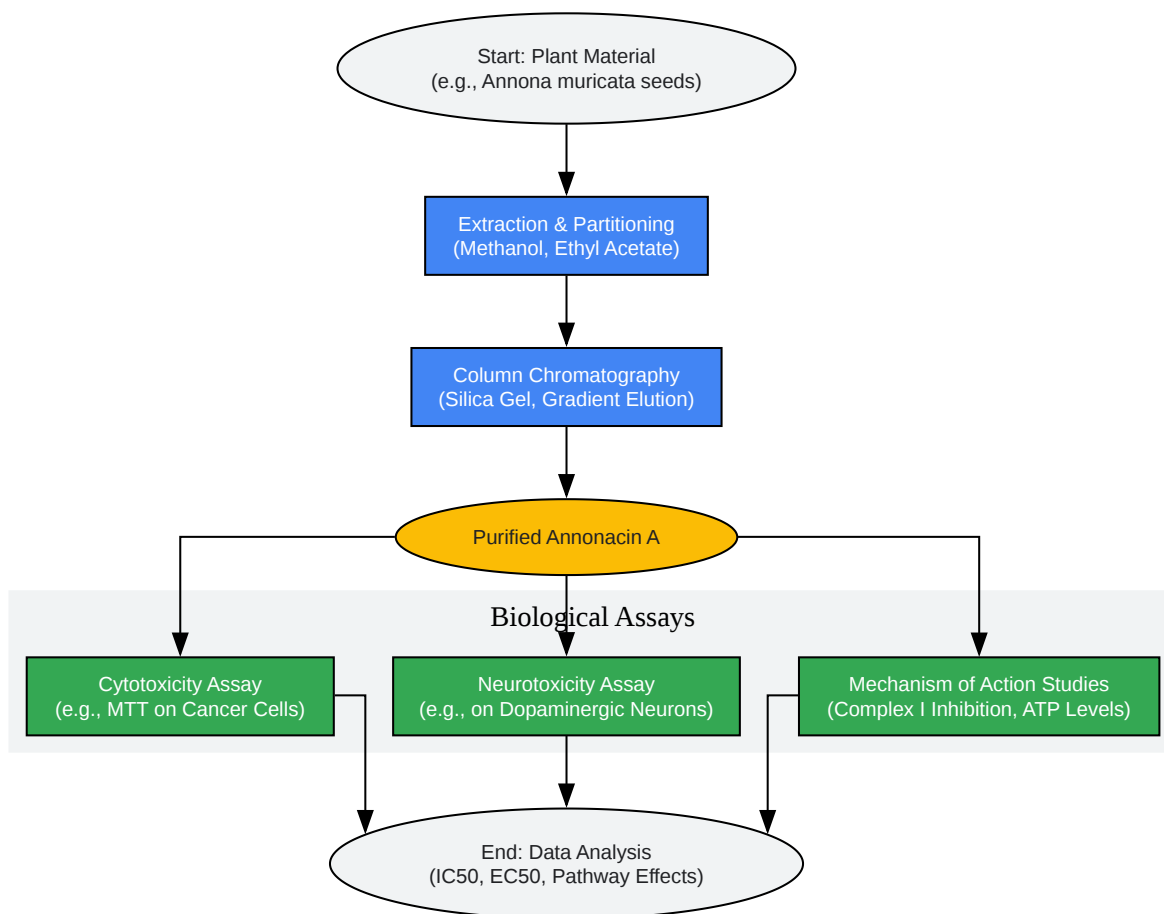 Start: Plant Material
(e.g., Annona muricata seeds)
Extraction & Partitioning
(Methanol, Ethyl Acetate)
Column Chromatography
(Silica Gel, Gradient Elution)
Purified Annonacin A
Biological Assays
Cytotoxicity Assay
(e.g., MTT on Cancer Cells)
Neurotoxicity Assay
(e.g., on Dopaminergic Neurons)
Mechanism of Action Studies
(Complex I Inhibition, ATP Levels)
End: Data Analysis
(IC50, EC50, Pathway Effects)